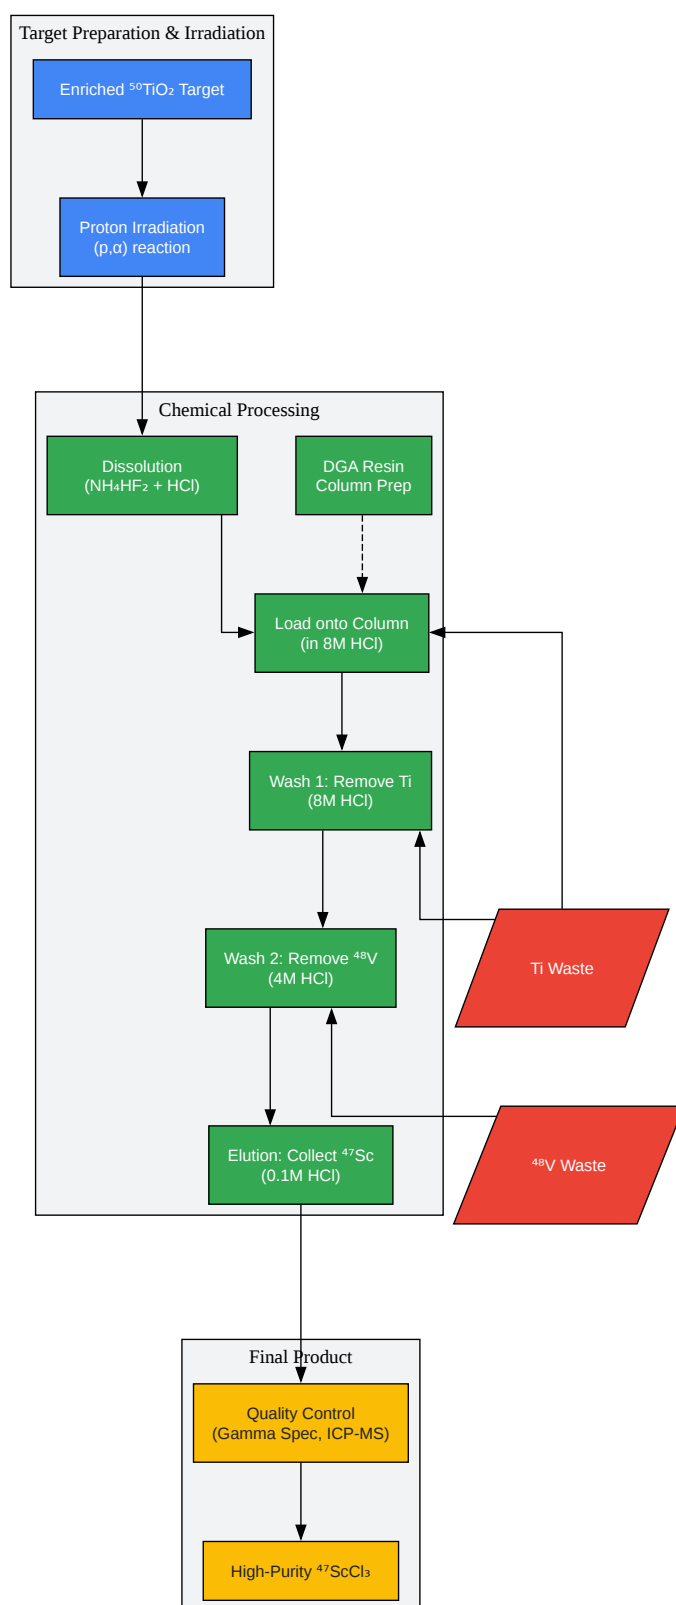 Target Preparation & Irradiation
Enriched ⁵⁰TiO₂ Target
Proton Irradiation
(p,α) reaction
Chemical Processing
Dissolution
(NH₄HF₂ + HCl)
DGA Resin
Column Prep
Load onto Column
(in 8M HCl)
Wash 1: Remove Ti
(8M HCl)
Wash 2: Remove ⁴⁸V
(4M HCl)
Ti Waste
Elution: Collect ⁴⁷Sc
(0.1M HCl)
⁴⁸V Waste
Final Product
Quality Control
(Gamma Spec, ICP-MS)
High-Purity ⁴⁷ScCl₃